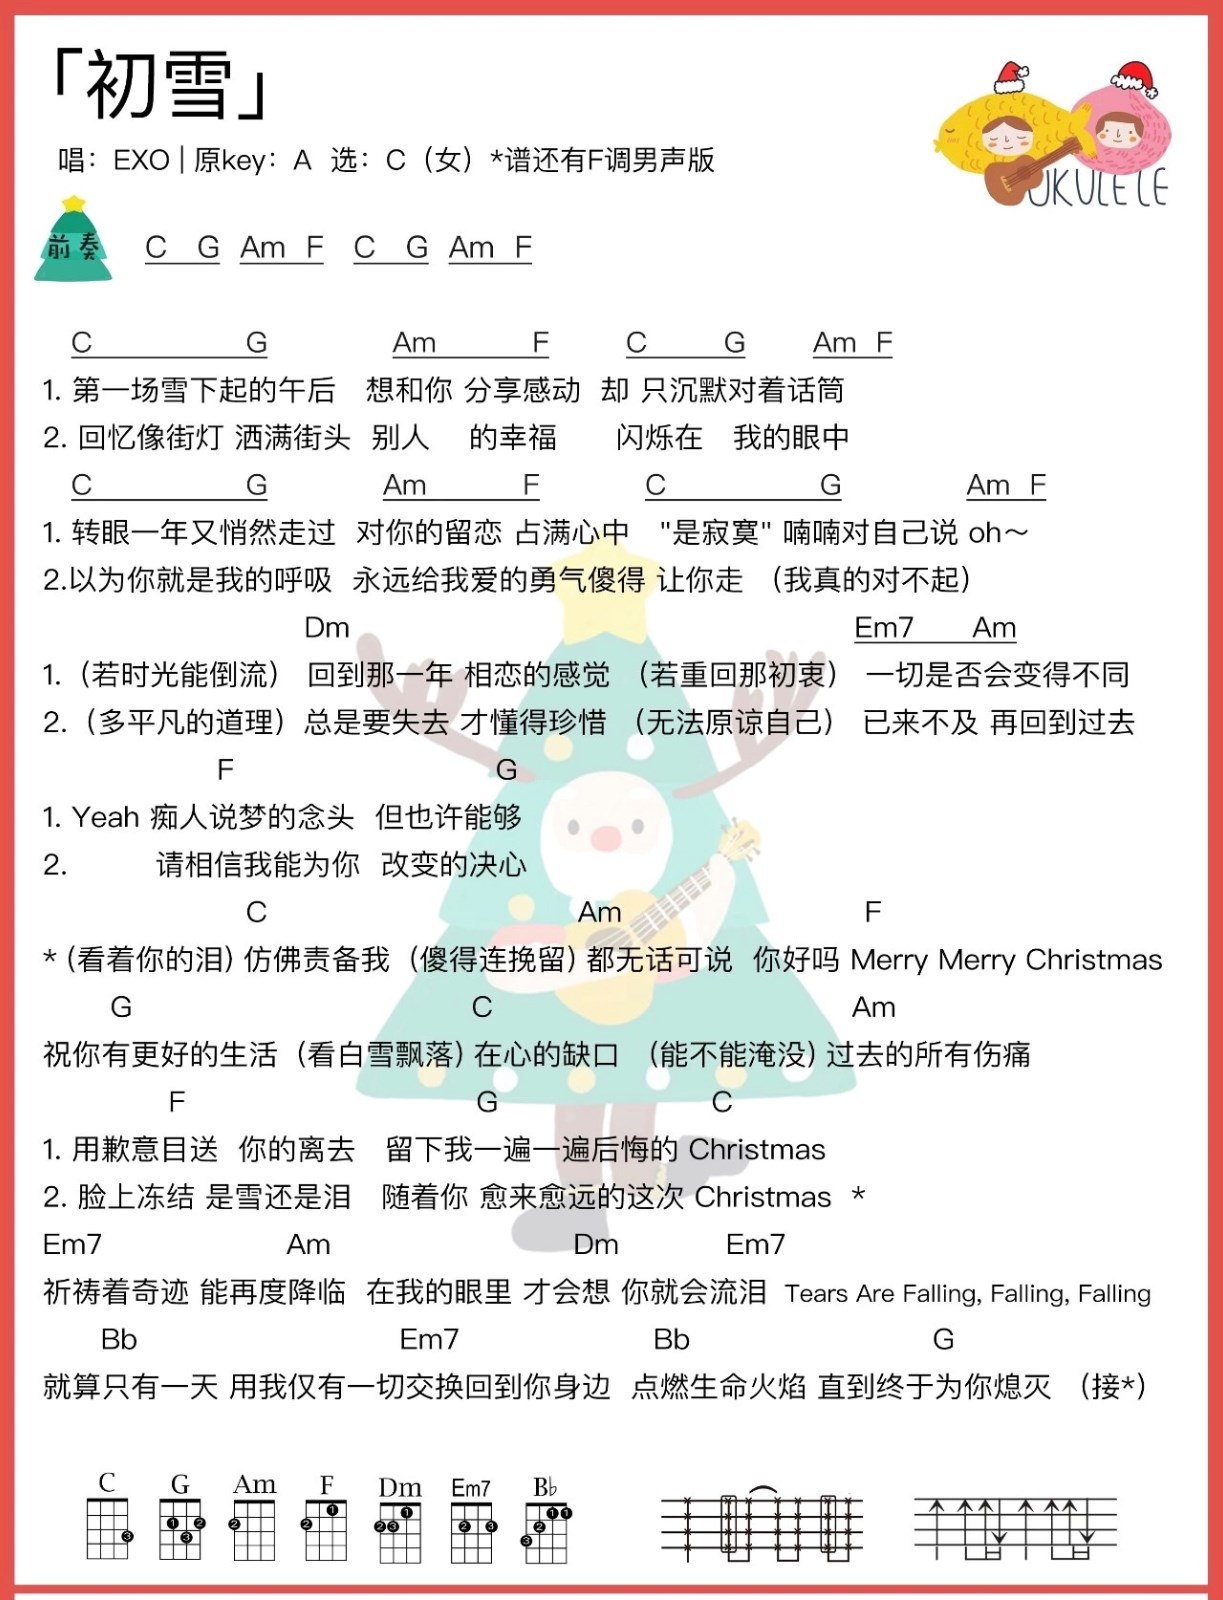 「初雪」
唱：EXO | 原key：A 选：C（女）*谱还有F调男声版
UKULELE
前奏 C G Am F C G Am F
C G Am F C G Am F
1. 第一场雪下起的午后 想和你 分享感动 却 只沉默对着话筒
2. 回忆像街灯 洒满街头 别人 的幸福 闪烁在 我的眼中
C G Am F C G Am F
1. 转眼一年又悄然走过 对你的留恋 占满心中 "是寂寞" 喃喃对自己说 oh～
2.以为你就是我的呼吸 永远给我爱的勇气傻得 让你走 （我真的对不起）
Dm Em7 Am
1.（若时光能倒流） 回到那一年 相恋的感觉 （若重回那初衷） 一切是否会变得不同
2.（多平凡的道理）总是要失去 才懂得珍惜 （无法原谅自己） 已来不及 再回到过去
F G
1. Yeah 痴人说梦的念头 但也许能够
2. 请相信我能为你 改变的决心
C Am F
* (看着你的泪) 仿佛责备我（傻得连挽留) 都无话可说 你好吗 Merry Merry Christmas
G C Am
祝你有更好的生活（看白雪飘落) 在心的缺口 （能不能淹没) 过去的所有伤痛
F G C
1. 用歉意目送 你的离去 留下我一遍一遍后悔的 Christmas
2. 脸上冻结 是雪还是泪 随着你 愈来愈远的这次 Christmas *
Em7 Am Dm Em7
祈祷着奇迹 能再度降临 在我的眼里 才会想 你就会流泪 Tears Are Falling, Falling, Falling
Bb Em7 Bb G
就算只有一天 用我仅有一切交换回到你身边 点燃生命火焰 直到终于为你熄灭 （接*）
C G Am F Dm Em7 B♭
3 1 2 3 2 1 2 1 2 3 2 3 1 1 2 3